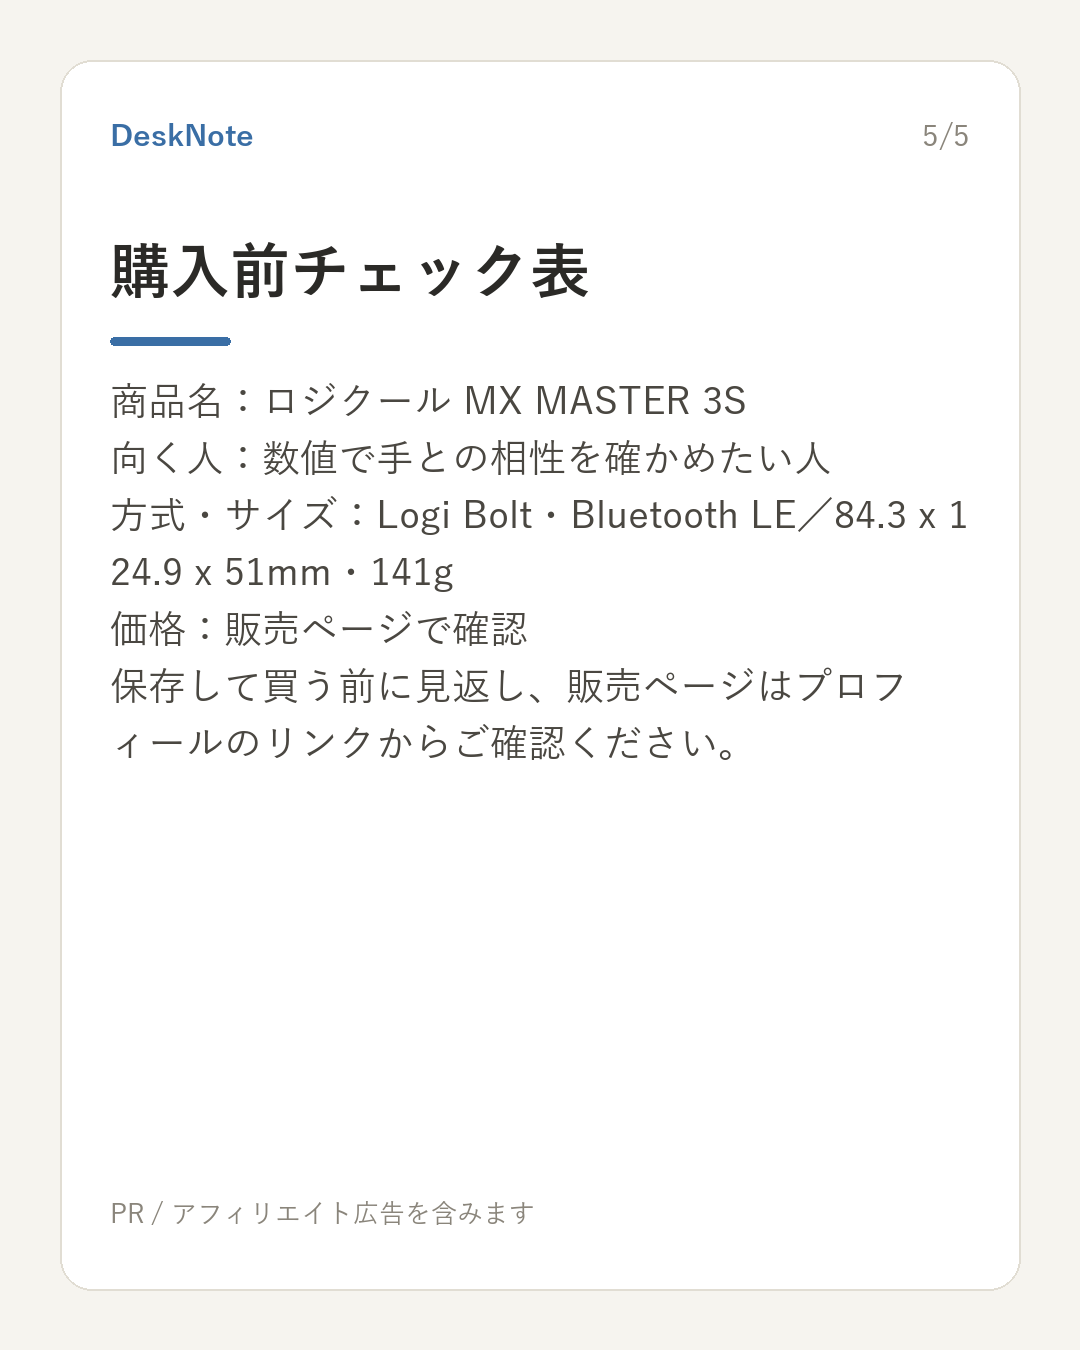 DeskNote
5/5
購入前チェック表
商品名：ロジクール MX MASTER 3S
向く人：数値で手との相性を確かめたい人
方式・サイズ：Logi Bolt・Bluetooth LE／84.3 x 1
24.9 x 51mm・141g
価格：販売ページで確認
保存して買う前に見返し、販売ページはプロフ
ィールのリンクからご確認ください。
PR / アフィリエイト広告を含みます